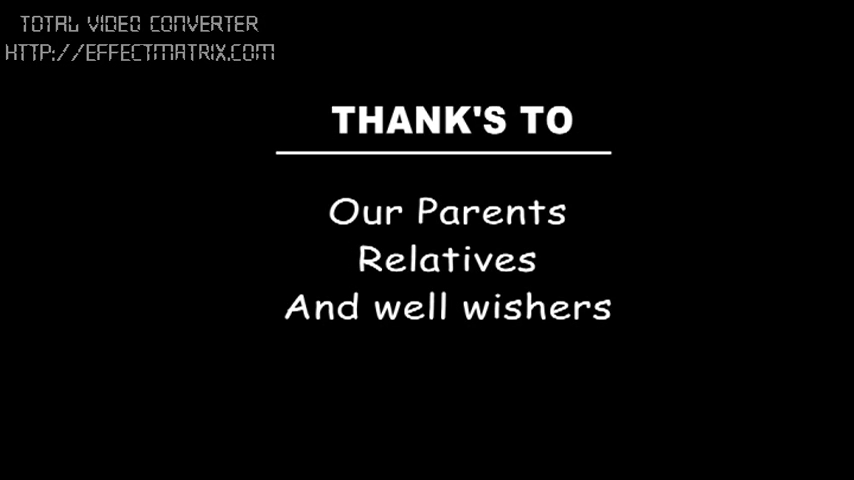 TOTAL VIDEO CONVERTER
HTTP://EFFECTMATRIX.COM
THANK'S TO
Our Parents
Relatives
And well wishers